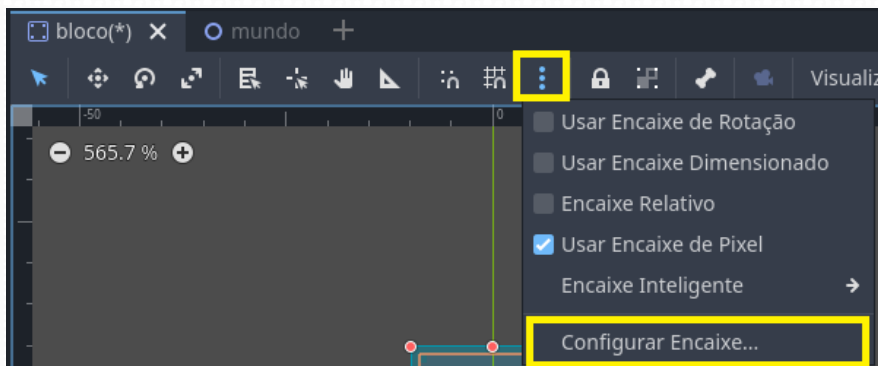 bloco(*)
mundo
Visualiz
-50
0
565.7 %
Usar Encaixe de Rotação
Usar Encaixe Dimensionado
Encaixe Relativo
Usar Encaixe de Pixel
Encaixe Inteligente
Configurar Encaixe...